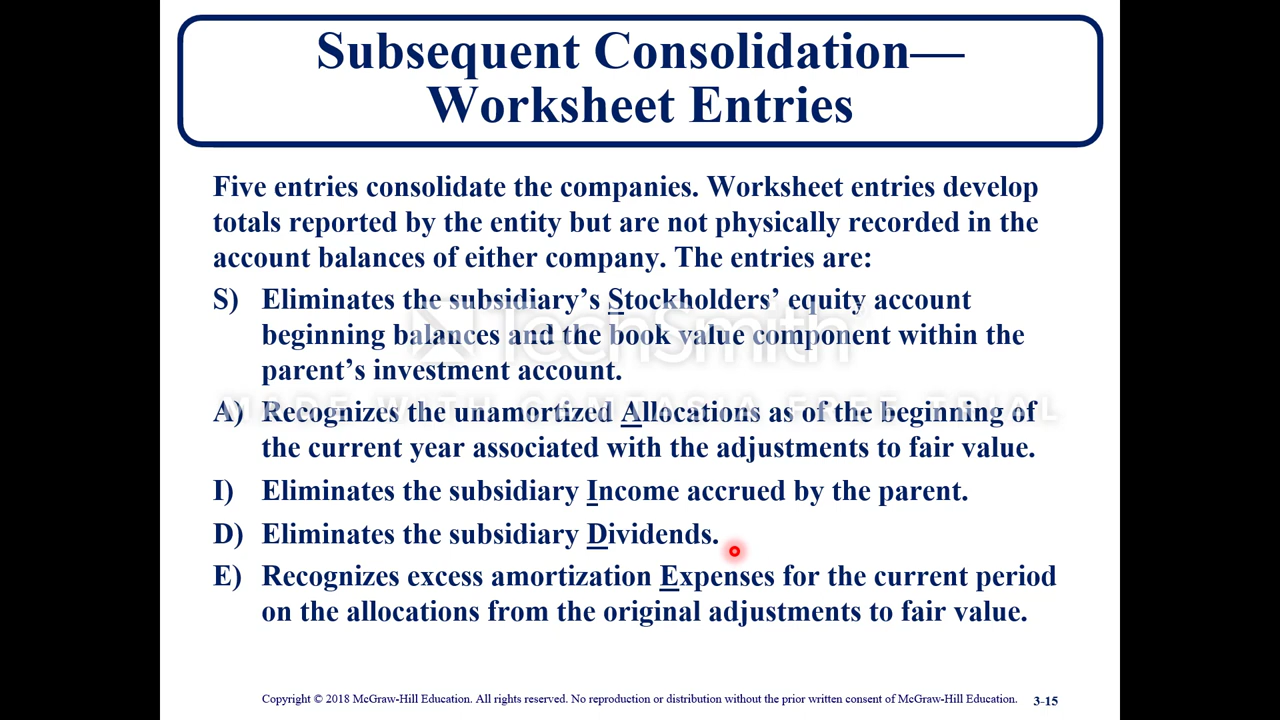 Subsequent Consolidation—
Worksheet Entries
Five entries consolidate the companies. Worksheet entries develop
totals reported by the entity but are not physically recorded in the
account balances of either company. The entries are:
S) Eliminates the subsidiary’s Stockholders’ equity account
beginning balances and the book value component within the
parent’s investment account.
TechSmith
MADE WITH CAMTASIA FREE TRIAL
A) Recognizes the unamortized Allocations as of the beginning of
the current year associated with the adjustments to fair value.
I) Eliminates the subsidiary Income accrued by the parent.
D) Eliminates the subsidiary Dividends.
E) Recognizes excess amortization Expenses for the current period
on the allocations from the original adjustments to fair value.
Copyright © 2018 McGraw-Hill Education. All rights reserved. No reproduction or distribution without the prior written consent of McGraw-Hill Education. 3-15